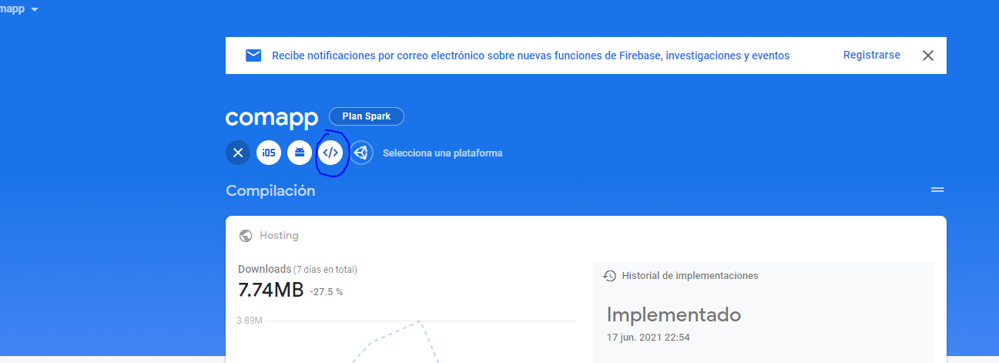 mapp
Recibe notificaciones por correo electrónico sobre nuevas funciones de Firebase, investigaciones y eventos
Registrarse
comapp
Plan Spark
iOS
</>
Selecciona una plataforma
Compilación
Hosting
Downloads (7 días en total)
7.74MB -27.5 %
3.89M
Historial de implementaciones
Implementado
17 jun. 2021 22:54